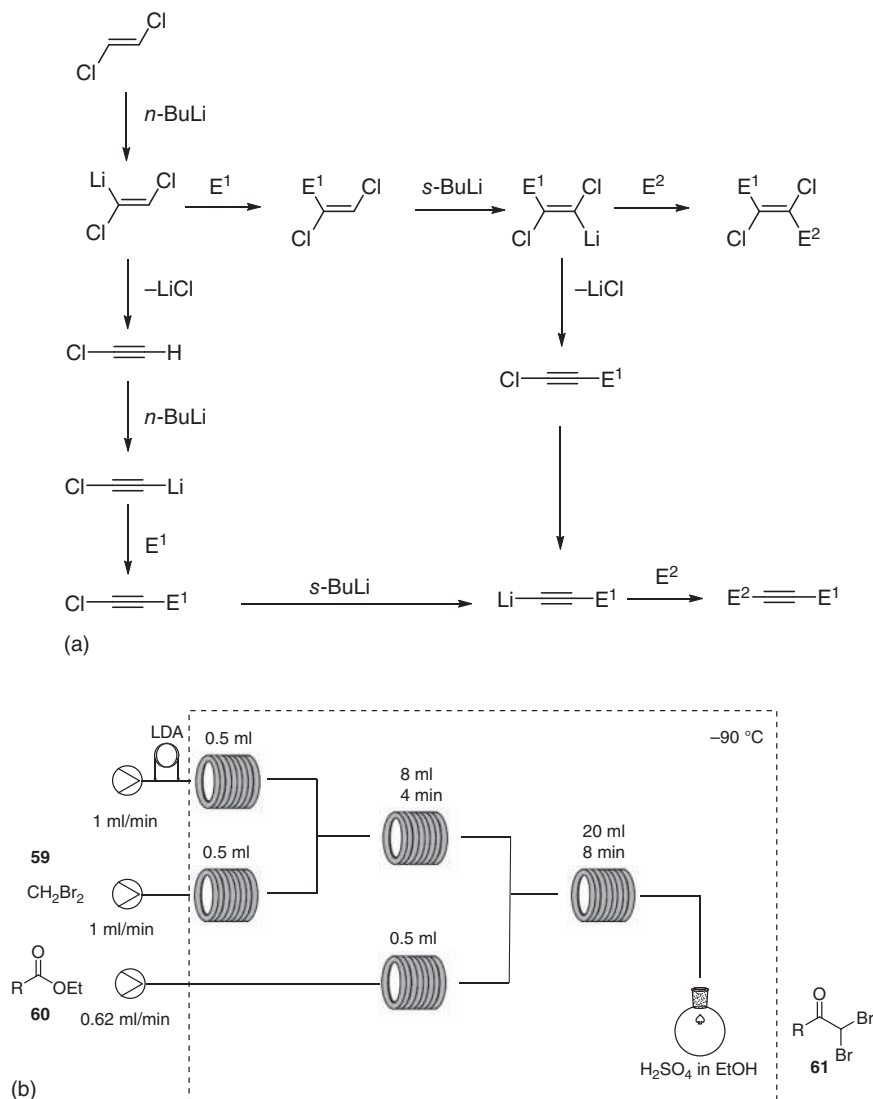 Cl
Cl
n-BuLi
Li
Cl
Cl
E¹
E¹
Cl
Cl
s-BuLi
E¹
Cl
Cl
Li
E²
E¹
Cl
Cl
E²
–LiCl
–LiCl
Cl
H
Cl
E¹
n-BuLi
Cl
Li
E¹
Cl
E¹
s-BuLi
Li
E¹
E²
E²
E¹
(a)
LDA
0.5 ml
–90 °C
8 ml
4 min
1 ml/min
20 ml
8 min
59
0.5 ml
CH₂Br₂
1 ml/min
0.5 ml
O
R
OEt
60
0.62 ml/min
O
R
Br
Br
61
H₂SO₄ in EtOH
(b)